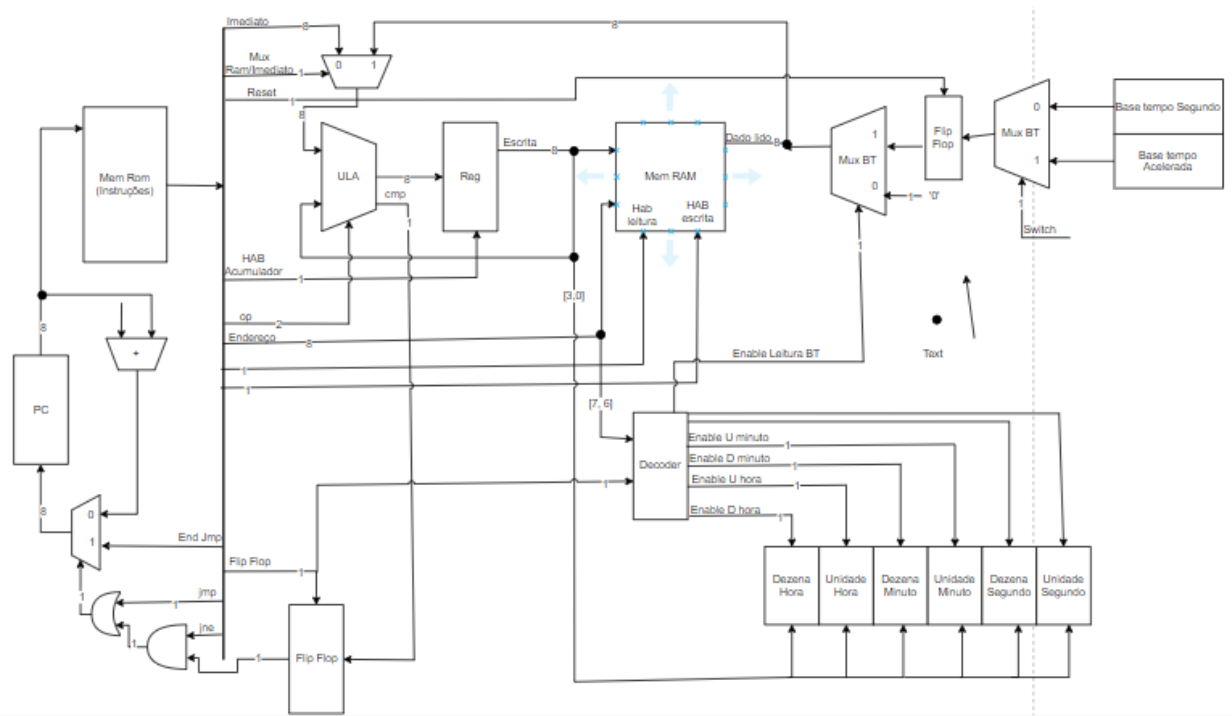 Imediato
8
8
Mux
Ram/Imediato
1
0
1
Reset
1
8
Mem Rom
(Instruções)
ULA
8
cmp
1
Reg
Escrita
8
Mem RAM
Hab
leitura
HAB
escrita
Dado lido
8
Mux BT
1
0
1
'0'
Flip
Flop
Mux BT
0
1
Base tempo Segundo
Base tempo
Acelerada
1
Switch
HAB
Acumulador
1
op
2
Endereço
8
1
1
[3,0]
[7, 6]
1
Enable Leitura BT
Text
8
+
PC
Decoder
Enable U minuto
1
Enable D minuto
1
Enable U hora
1
Enable D hora
1
1
8
0
1
End Jmp
Flip Flop
1
jmp
1
1
jne
1
1
Flip Flop
Dezena
Hora
Unidade
Hora
Dezena
Minuto
Unidade
Minuto
Dezena
Segundo
Unidade
Segundo